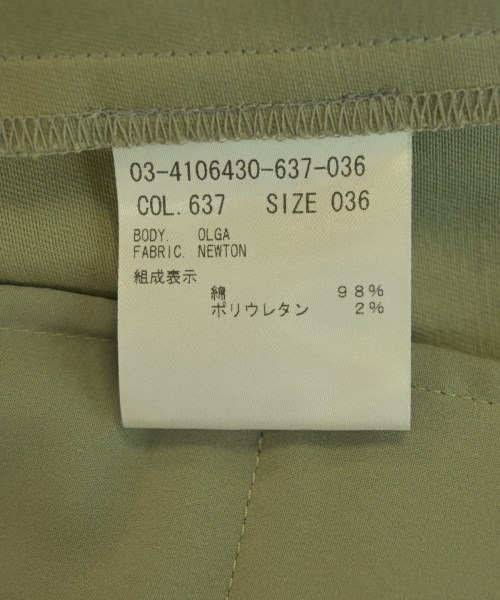 03-4106430-637-036
COL. 637 SIZE 036
BODY. OLGA
FABRIC. NEWTON
組成表示
綿 98%
ポリウレタン 2%